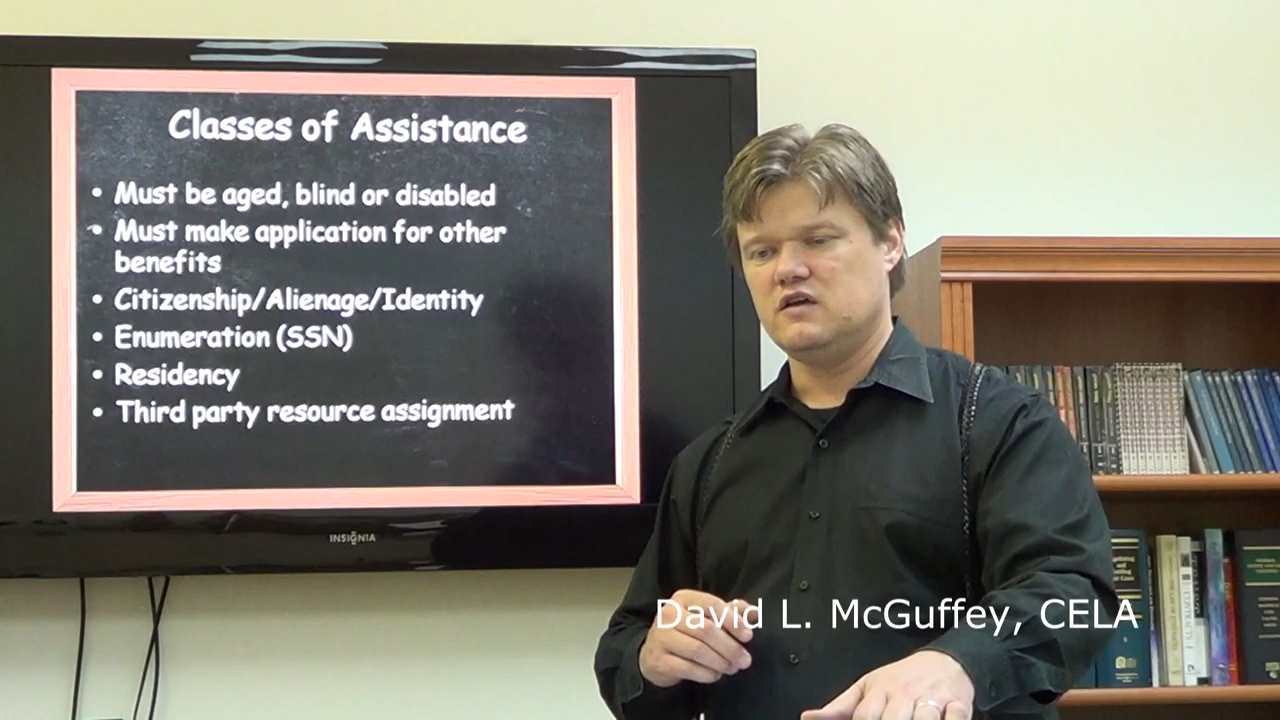 Classes of Assistance
• Must be aged, blind or disabled
• Must make application for other
benefits
• Citizenship/Alienage/Identity
• Enumeration (SSN)
• Residency
• Third party resource assignment
INSIGNIA
David L. McGuffey, CELA